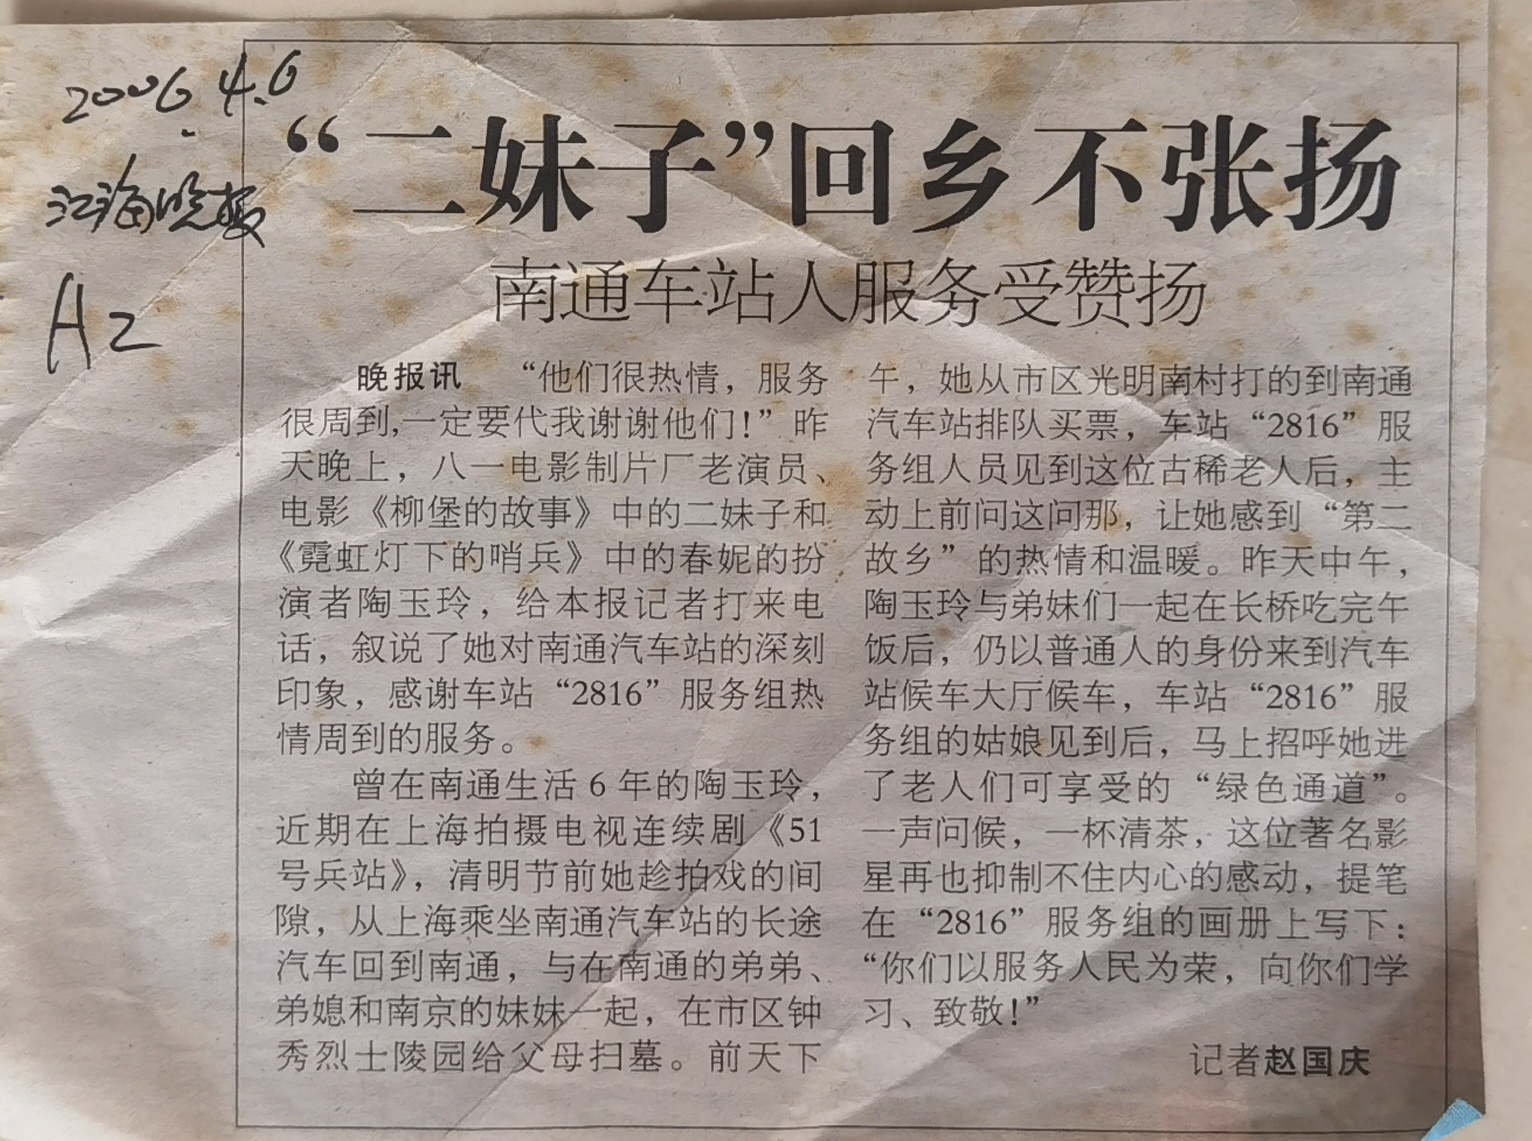 2006.4.6
江海晚报
A2
“二妹子”回乡不张扬
南通车站人服务受赞扬
晚报讯 “他们很热情，服务
很周到,一定要代我谢谢他们！”昨
天晚上，八一电影制片厂老演员、
电影《柳堡的故事》中的二妹子和
《霓虹灯下的哨兵》中的春妮的扮
演者陶玉玲，给本报记者打来电
话，叙说了她对南通汽车站的深刻
印象，感谢车站“2816”服务组热
情周到的服务。
曾在南通生活6年的陶玉玲，
近期在上海拍摄电视连续剧《51
号兵站》，清明节前她趁拍戏的间
隙，从上海乘坐南通汽车站的长途
汽车回到南通，与在南通的弟弟、
弟媳和南京的妹妹一起，在市区钟
秀烈士陵园给父母扫墓。前天下
午，她从市区光明南村打的到南通
汽车站排队买票，车站“2816”服
务组人员见到这位古稀老人后，主
动上前问这问那，让她感到“第二
故乡”的热情和温暖。昨天中午，
陶玉玲与弟妹们一起在长桥吃完午
饭后，仍以普通人的身份来到汽车
站候车大厅候车，车站“2816”服
务组的姑娘见到后，马上招呼她进
了老人们可享受的“绿色通道”。
一声问候，一杯清茶，这位著名影
星再也抑制不住内心的感动，提笔
在“2816”服务组的画册上写下：
“你们以服务人民为荣，向你们学
习、致敬！”
记者赵国庆